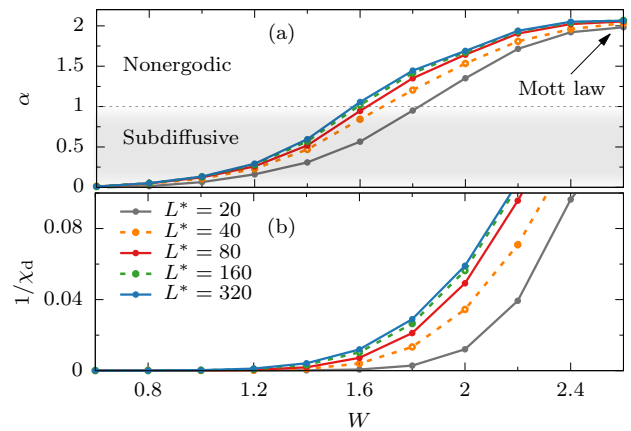 2
1.5
1
0.5
0
α
(a)
Nonergodic
Subdiffusive
Mott law
0.08
0.04
0
1/χd
(b)
L* = 20
L* = 40
L* = 80
L* = 160
L* = 320
0.8 1.2 1.6 2 2.4
W